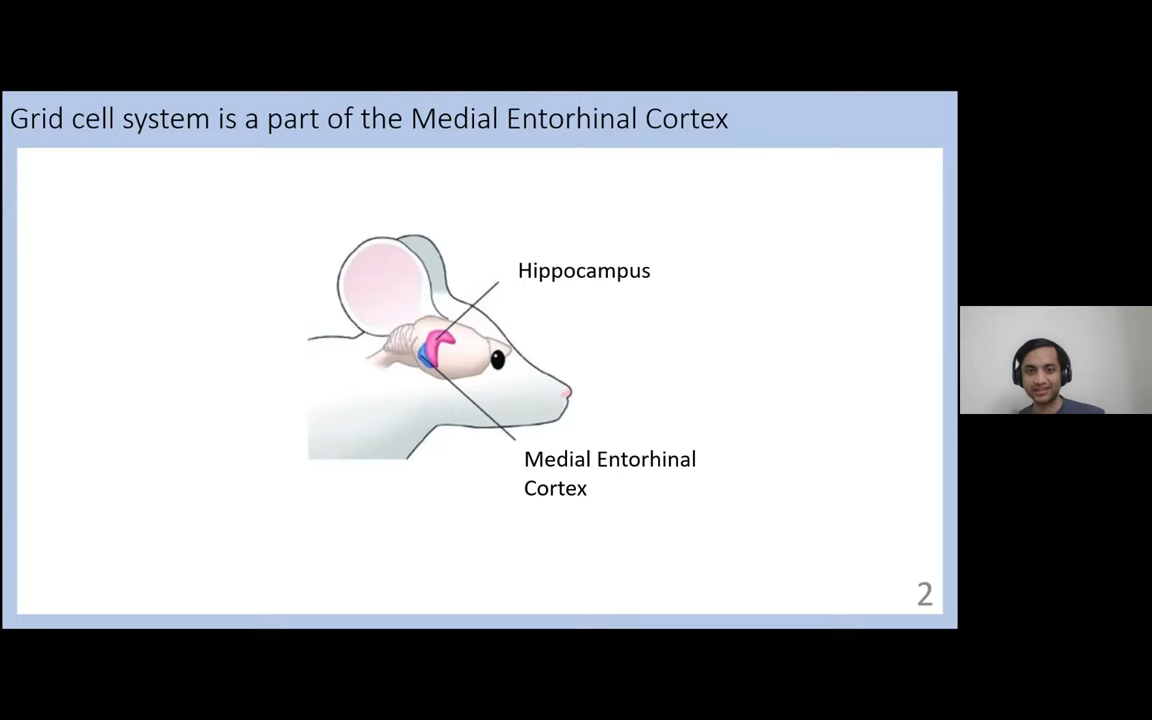 Grid cell system is a part of the Medial Entorhinal Cortex
Hippocampus
Medial Entorhinal
Cortex
2